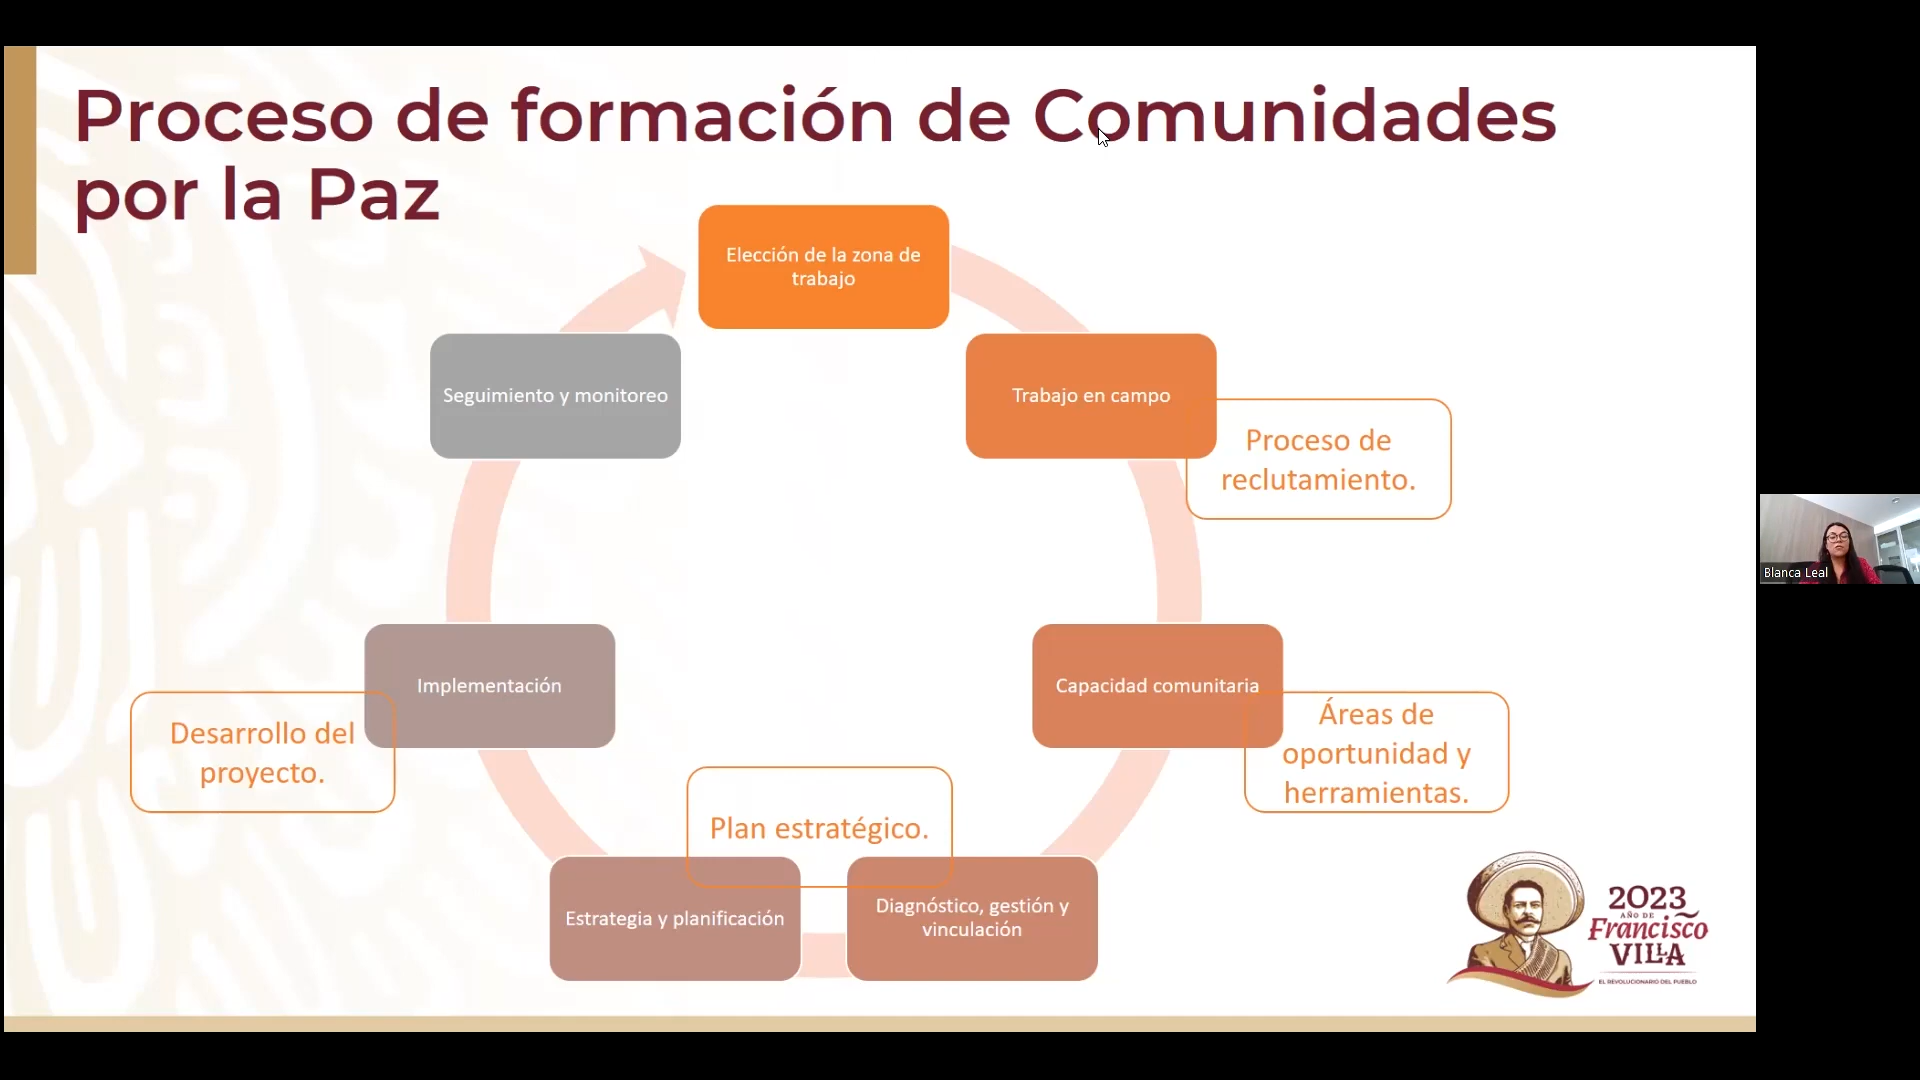 Proceso de formación de Comunidades
por la Paz
Elección de la zona de
trabajo
Trabajo en campo
Proceso de
reclutamiento.
Capacidad comunitaria
Áreas de
oportunidad y
herramientas.
Diagnóstico, gestión y
vinculación
Plan estratégico.
Estrategia y planificación
Implementación
Desarrollo del
proyecto.
Seguimiento y monitoreo
2023
AÑO DE
Francisco
VILLA
EL REVOLUCIONARIO DEL PUEBLO
Blanca Leal